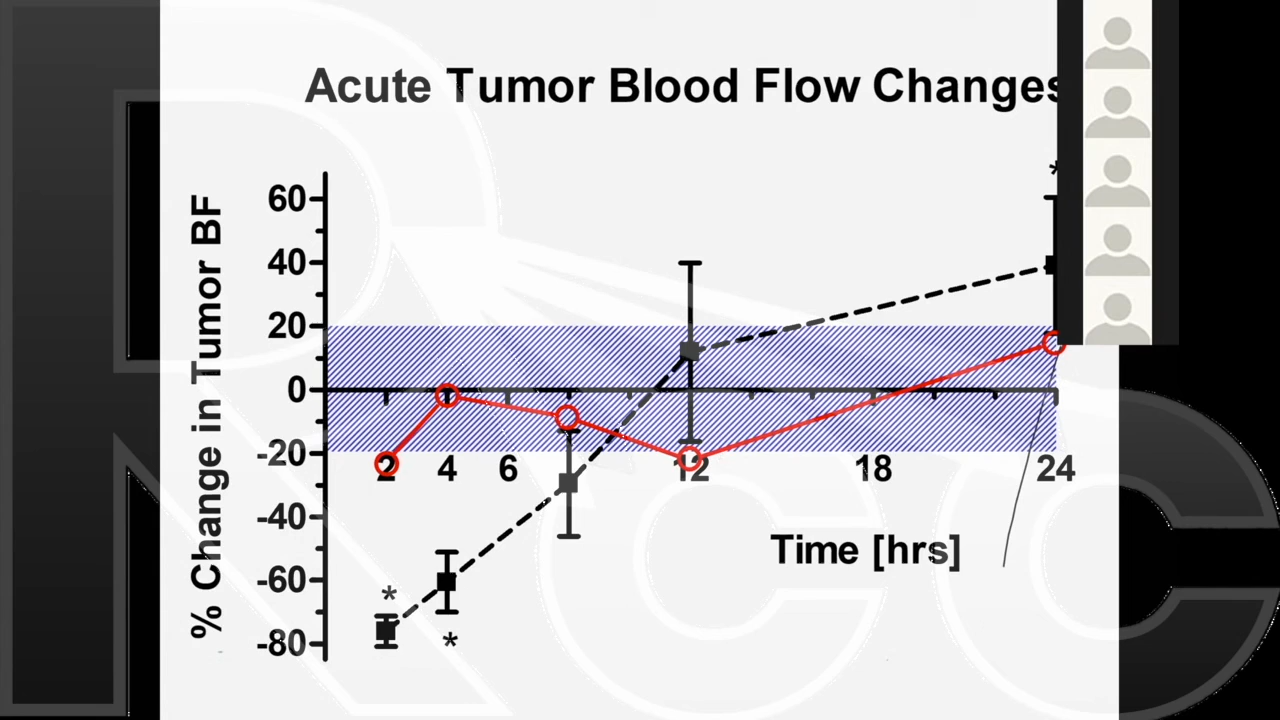 Acute Tumor Blood Flow Changes
*
% Change in Tumor BF
60
40
20
0
-20
-40
-60
-80
2 4 6 12 18 24
Time [hrs]
*
*
RCC